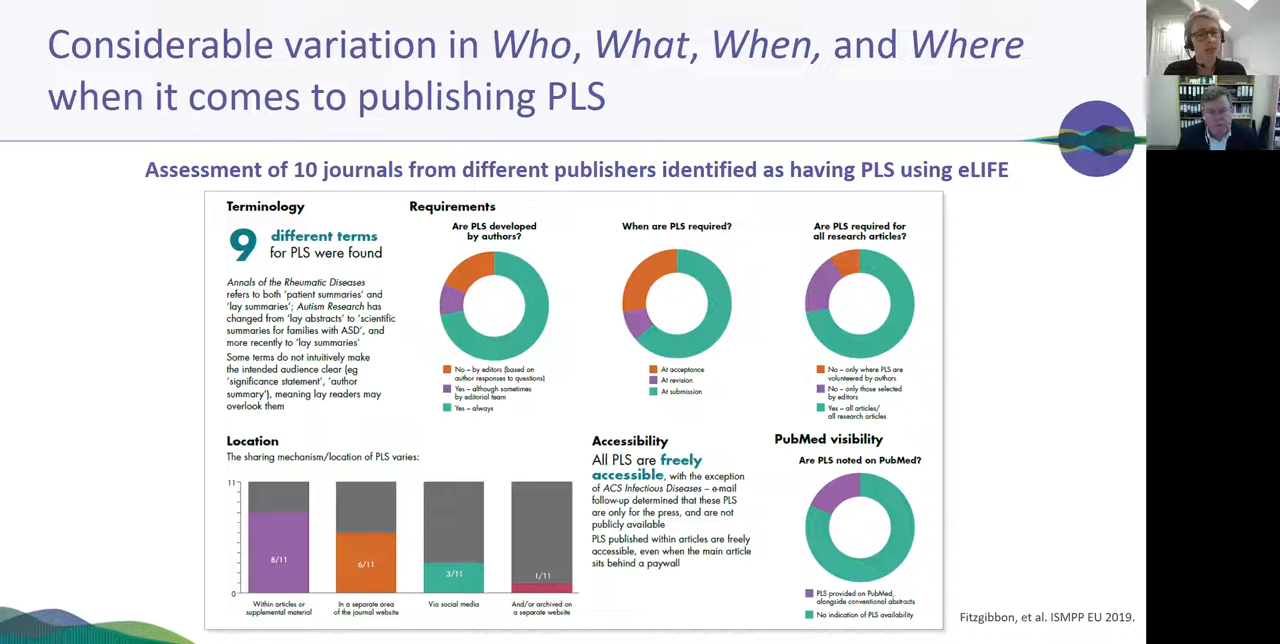 Considerable variation in Who, What, When, and Where
when it comes to publishing PLS
Assessment of 10 journals from different publishers identified as having PLS using eLIFE
Terminology
9 different terms
for PLS were found
Annals of the Rheumatic Diseases
refers to both ‘patient summaries’ and
‘lay summaries’; Autism Research has
changed from ‘lay abstracts’ to ‘scientific
summaries for families with ASD’, and
more recently to ‘lay summaries’
Some terms do not intuitively make
the intended audience clear (eg
‘significance statement’, ‘author
summary’), meaning lay readers may
overlook them
Requirements
Are PLS developed
by authors?
No – by editors (based on
author responses to questions)
Yes – although sometimes
by editorial team
Yes – always
When are PLS required?
At acceptance
At revision
At submission
Are PLS required for
all research articles?
No – only where PLS are
volunteered by authors
No – only those selected
by editors
Yes – all articles/
all research articles
Location
The sharing mechanism/location of PLS varies:
11
0
8/11
6/11
3/11
1/11
Within articles or
supplemental material
In a separate area
of the journal website
Via social media
And/or archived on
a separate website
Accessibility
All PLS are freely
accessible, with the exception
of ACS Infectious Diseases – e-mail
follow-up determined that these PLS
are only for the press, and are not
publicly available
PLS published within articles are freely
accessible, even when the main article
sits behind a paywall
PubMed visibility
Are PLS noted on PubMed?
PLS provided on PubMed,
alongside conventional abstracts
No indication of PLS availability
Fitzgibbon, et al. ISMPP EU 2019.